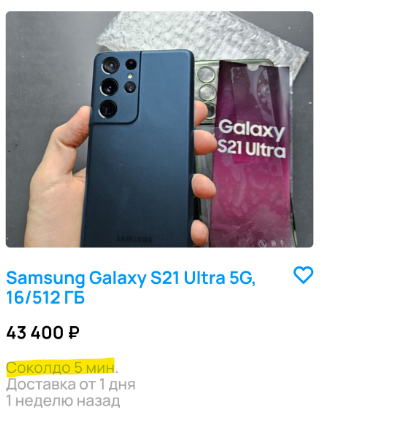 Galaxy
S21 Ultra
SAMSUNG
Samsung Galaxy S21 Ultra 5G,
16/512 ГБ
43 400 ₽
Соколдо 5 мин.
Доставка от 1 дня
1 неделю назад